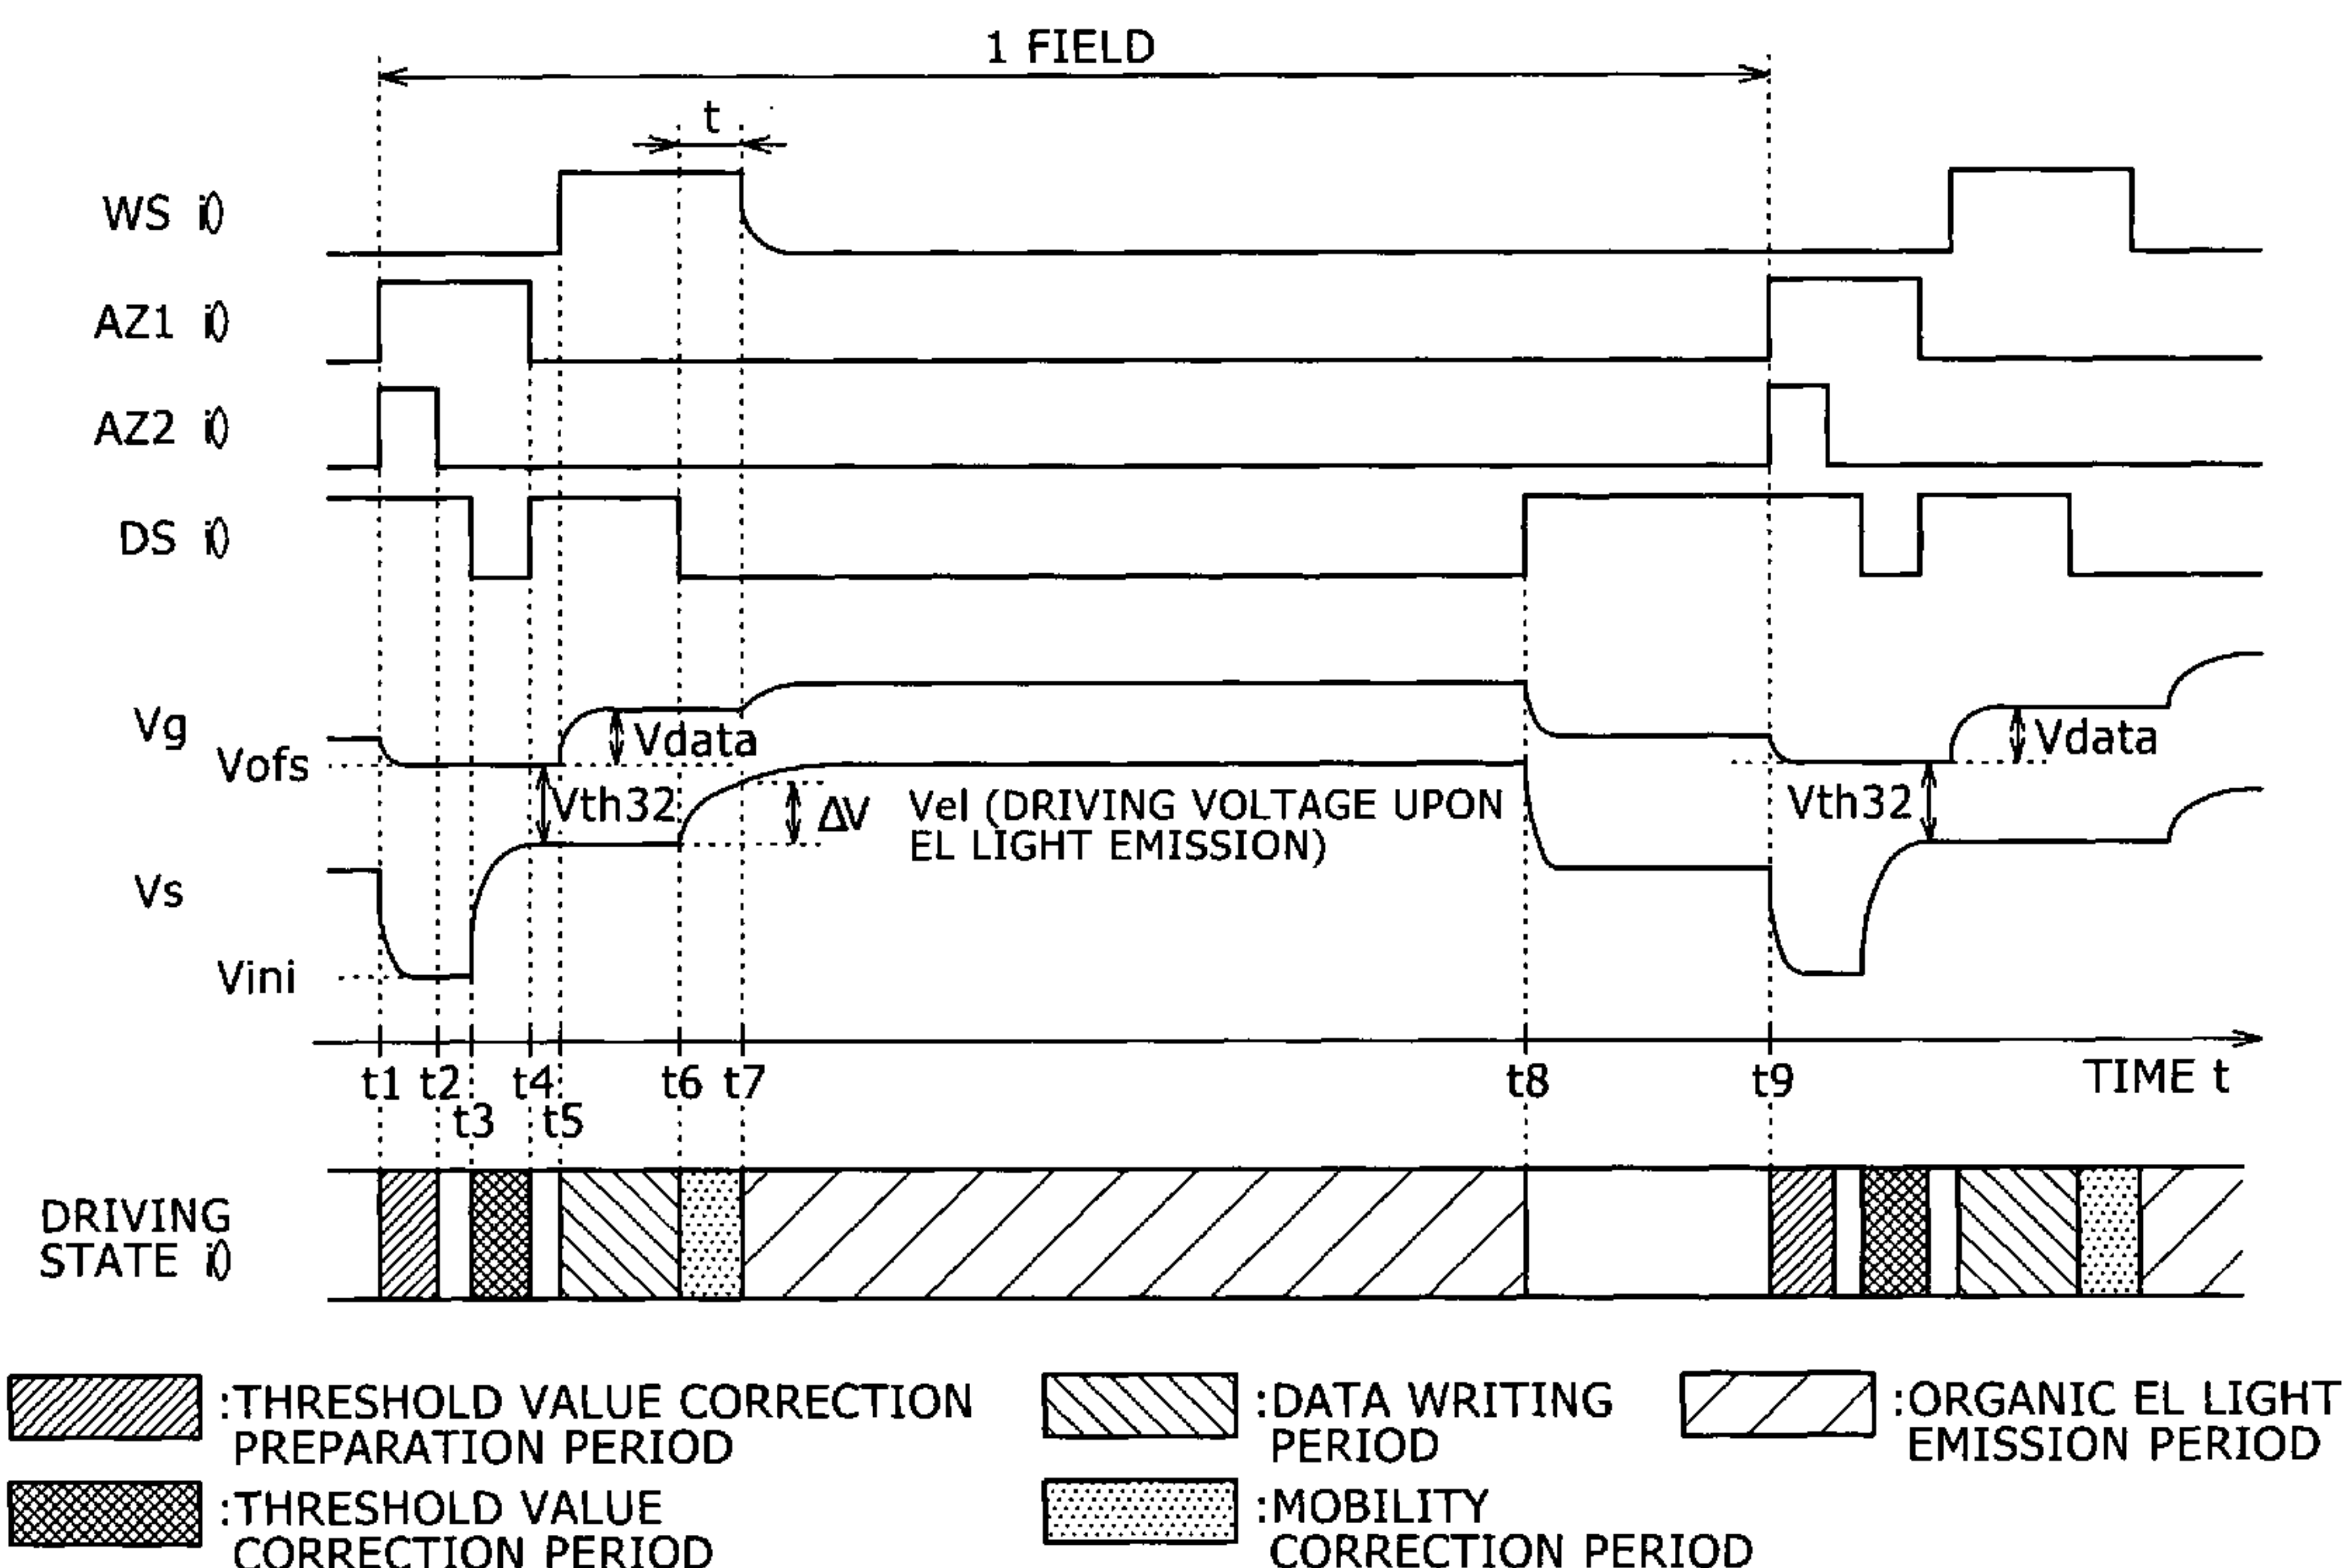 1 FIELD
t
WS i()
AZ1 i()
AZ2 i()
DS i()
Vg
Vofs
Vdata
Vdata
Vth32
ΔV
Vel (DRIVING VOLTAGE UPON
EL LIGHT EMISSION)
Vth32
Vs
Vini
t1 t2 t4 t6 t7 t8 t9 TIME t
t3 t5
DRIVING
STATE i()
:THRESHOLD VALUE CORRECTION
PREPARATION PERIOD
:DATA WRITING
PERIOD
:ORGANIC EL LIGHT
EMISSION PERIOD
:THRESHOLD VALUE
CORRECTION PERIOD
:MOBILITY
CORRECTION PERIOD